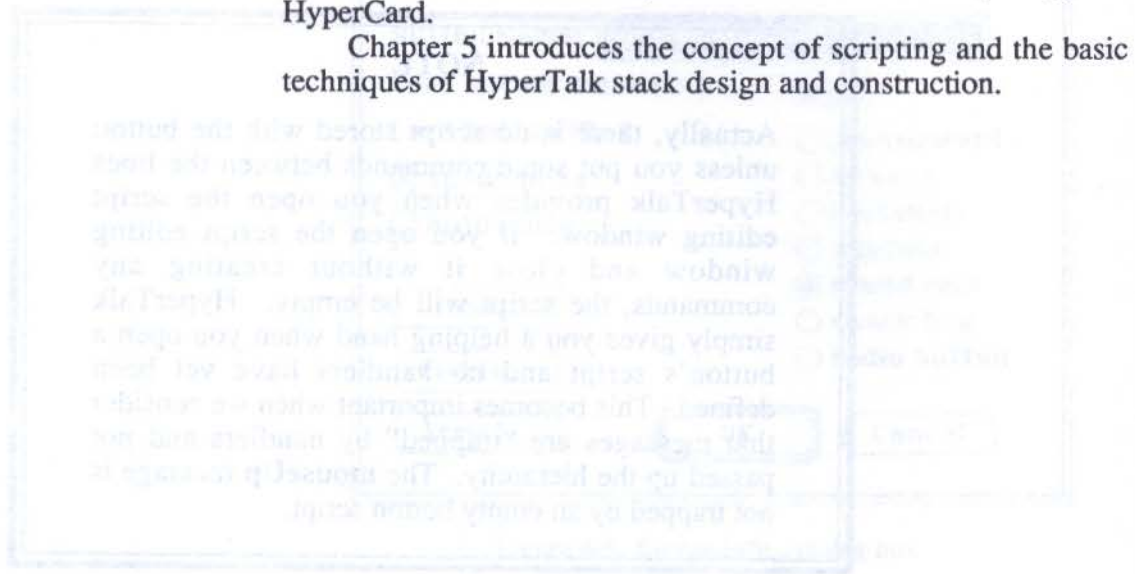 HyperCard.
Chapter 5 introduces the concept of scripting and the basic
techniques of HyperTalk stack design and construction.
Actually, there is no script stored with the button
unless you put some commands between the lines
HyperTalk provides when you open the script
editing window. If you open the script editing
window and close it without creating any
commands, the script will be empty. HyperTalk
simply gives you a helping hand when you open a
button's script and no handlers have yet been
defined. This becomes important when we consider
that messages are "trapped" by handlers and not
passed up the hierarchy. The mouseUp message is
not trapped by an empty button script.